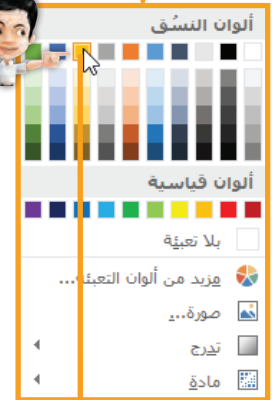 ألوان النسُق
ألوان قياسية
بلا تعبئة
مزيد من ألوان التعبئة...
صورة...
تدرج
مادة